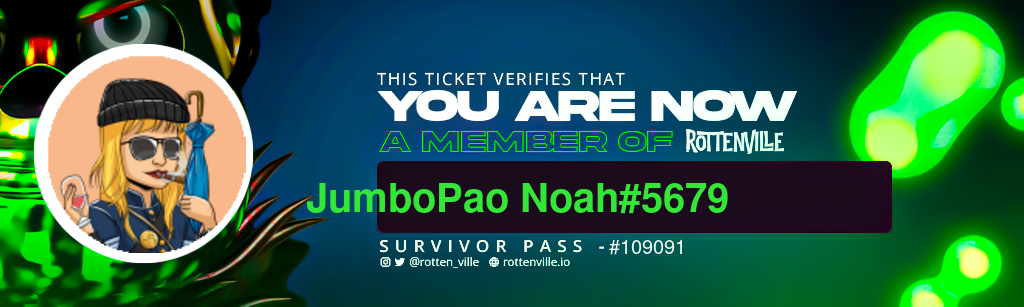 THIS TICKET VERIFIES THAT
YOU ARE NOW
A MEMBER OF ROTTENVILLE
JumboPao Noah#5679
SURVIVOR PASS - #109091
@rotten_ville rottenville.io